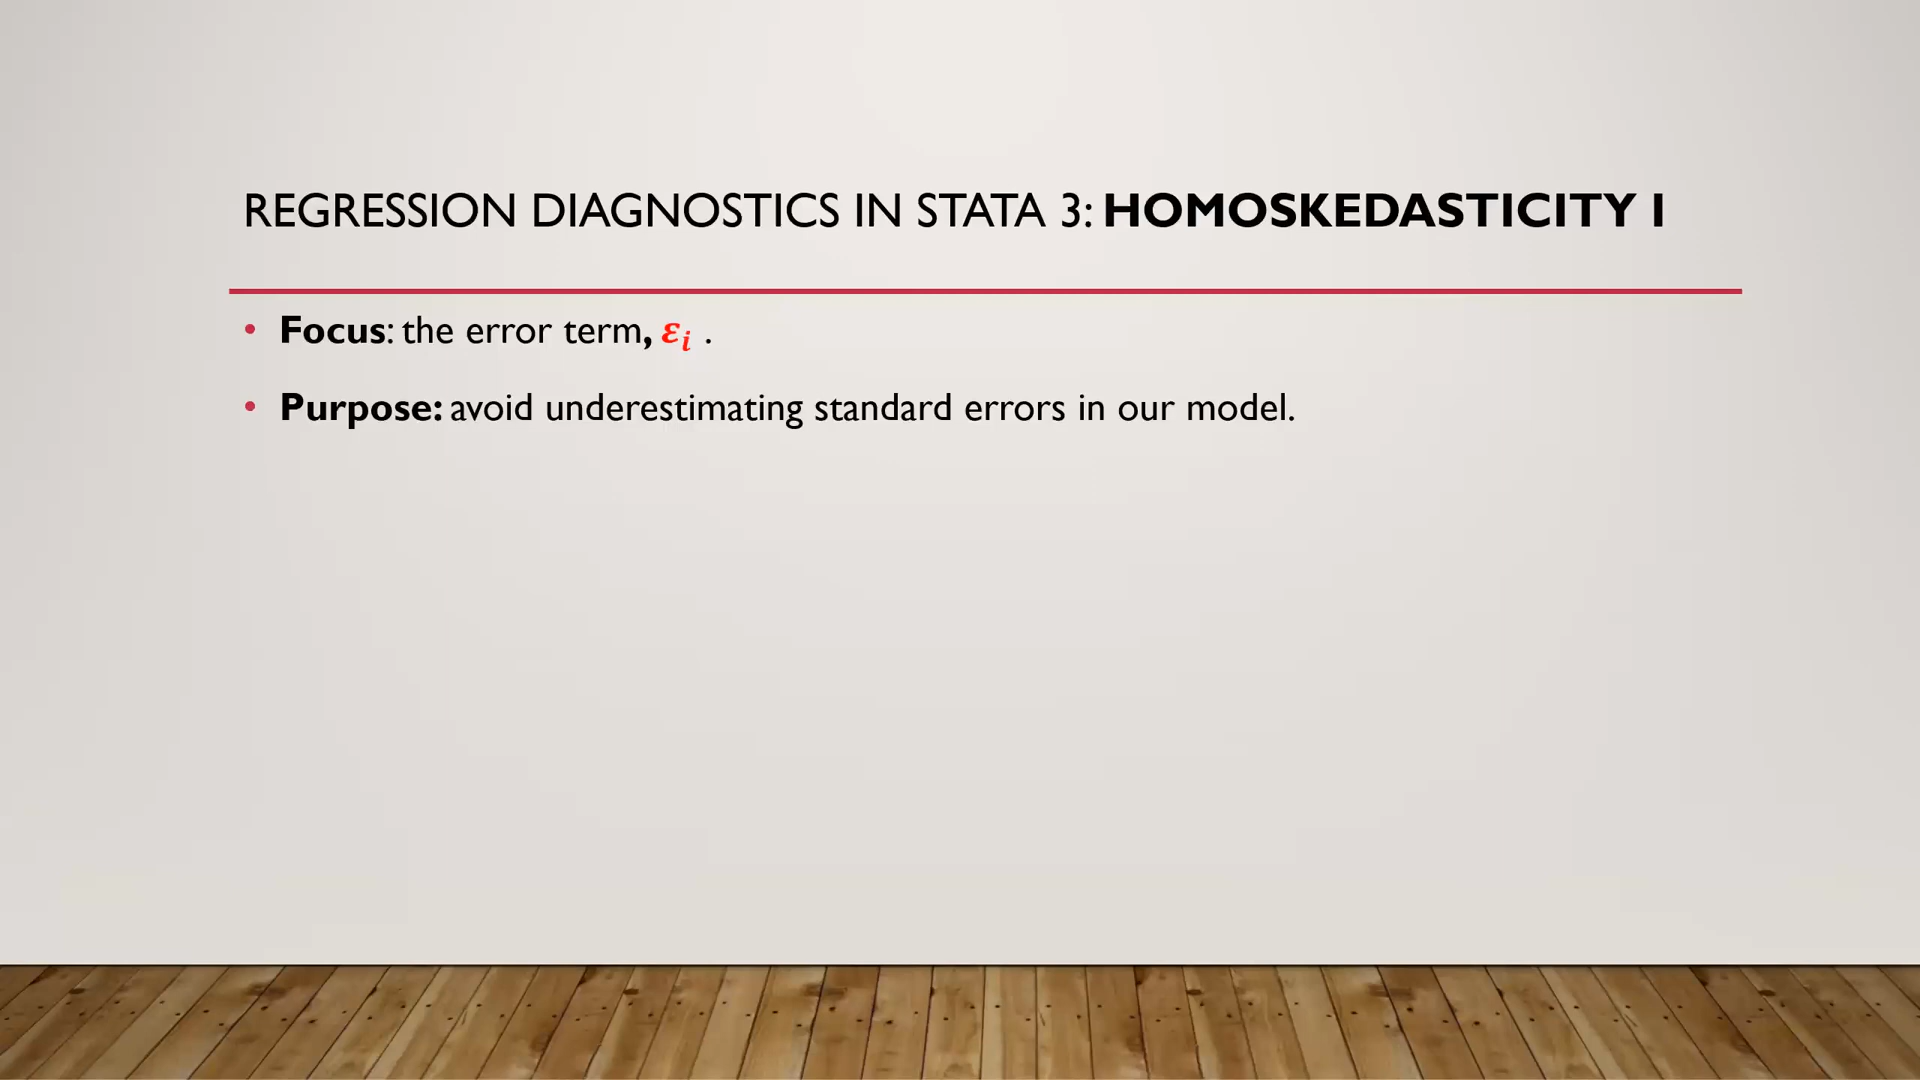 REGRESSION DIAGNOSTICS IN STATA 3: HOMOSKEDASTICITY I
• Focus: the error term, εᵢ .
• Purpose: avoid underestimating standard errors in our model.